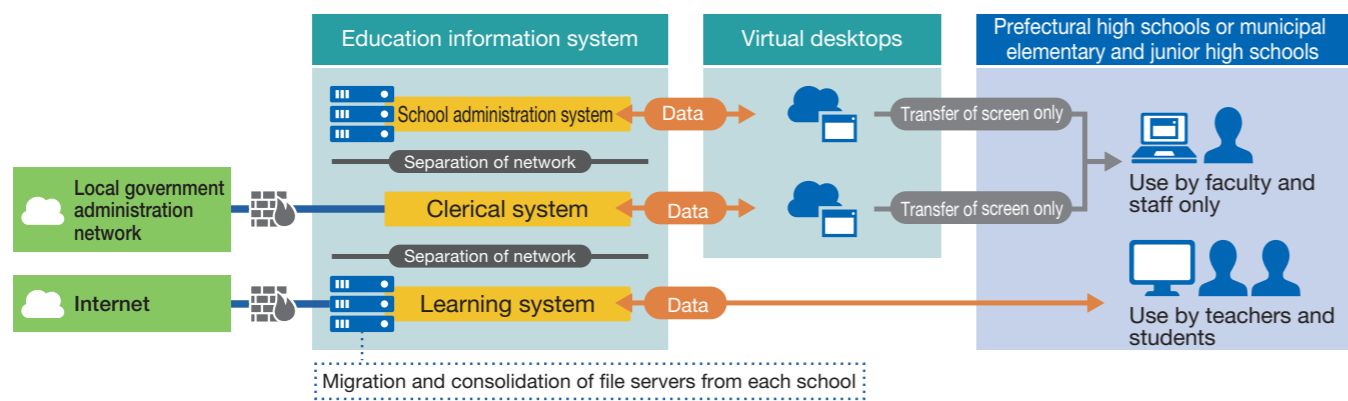 Education information system
Virtual desktops
Prefectural high schools or municipal
elementary and junior high schools
School administration system
Data
Transfer of screen only
Separation of network
Use by faculty and
staff only
Local government
administration
network
Clerical system
Data
Transfer of screen only
Separation of network
Internet
Learning system
Data
Use by teachers and
students
Migration and consolidation of file servers from each school